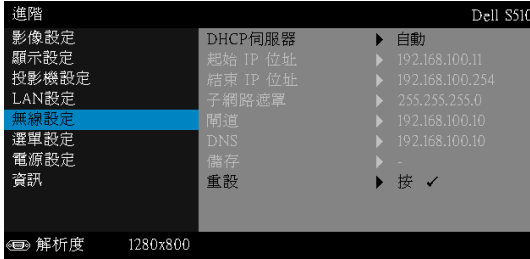 進階 Dell S510
影像設定
顯示設定
投影機設定
LAN設定
無線設定
選單設定
電源設定
資訊
DHCP伺服器 ▶ 自動
起始 IP 位址 ▶ 192.168.100.11
結束 IP 位址 ▶ 192.168.100.254
子網路遮罩 ▶ 255.255.255.0
閘道 ▶ 192.168.100.10
DNS ▶ 192.168.100.10
儲存 ▶ -
重設 ▶ 按 ✓
解析度 1280x800